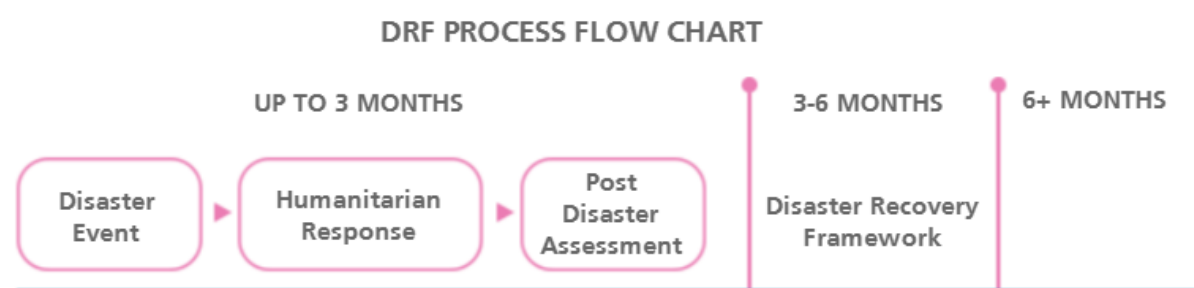 DRF PROCESS FLOW CHART
UP TO 3 MONTHS
3-6 MONTHS
6+ MONTHS
Disaster
Event
Humanitarian
Response
Post
Disaster
Assessment
Disaster Recovery
Framework